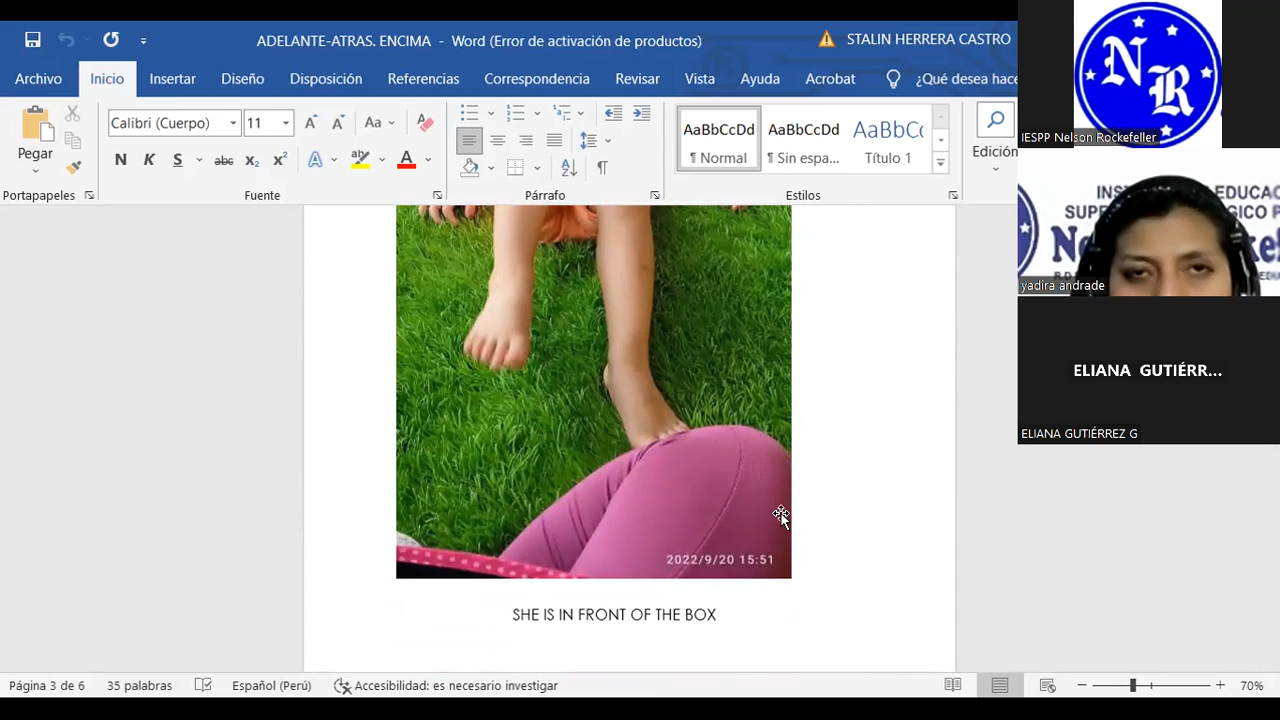 ADELANTE-ATRAS. ENCIMA - Word (Error de activación de productos)
STALIN HERRERA CASTRO
Archivo Inicio Insertar Diseño Disposición Referencias Correspondencia Revisar Vista Ayuda Acrobat ¿Qué desea hace
Calibri (Cuerpo) 11 Aa
AaBbCcDd AaBbCcDd AaBbCc
Pegar
N K S abc x₂ x² A A
¶ Normal ¶ Sin espa... Título 1
Edición
Portapapeles Fuente Párrafo Estilos
NR
IESPP Nelson Rockefeller
yadira andrade
ELIANA GUTIÉRR...
ELIANA GUTIÉRREZ G
2022/9/20 15:51
SHE IS IN FRONT OF THE BOX
Página 3 de 6 35 palabras Español (Perú) Accesibilidad: es necesario investigar 70%